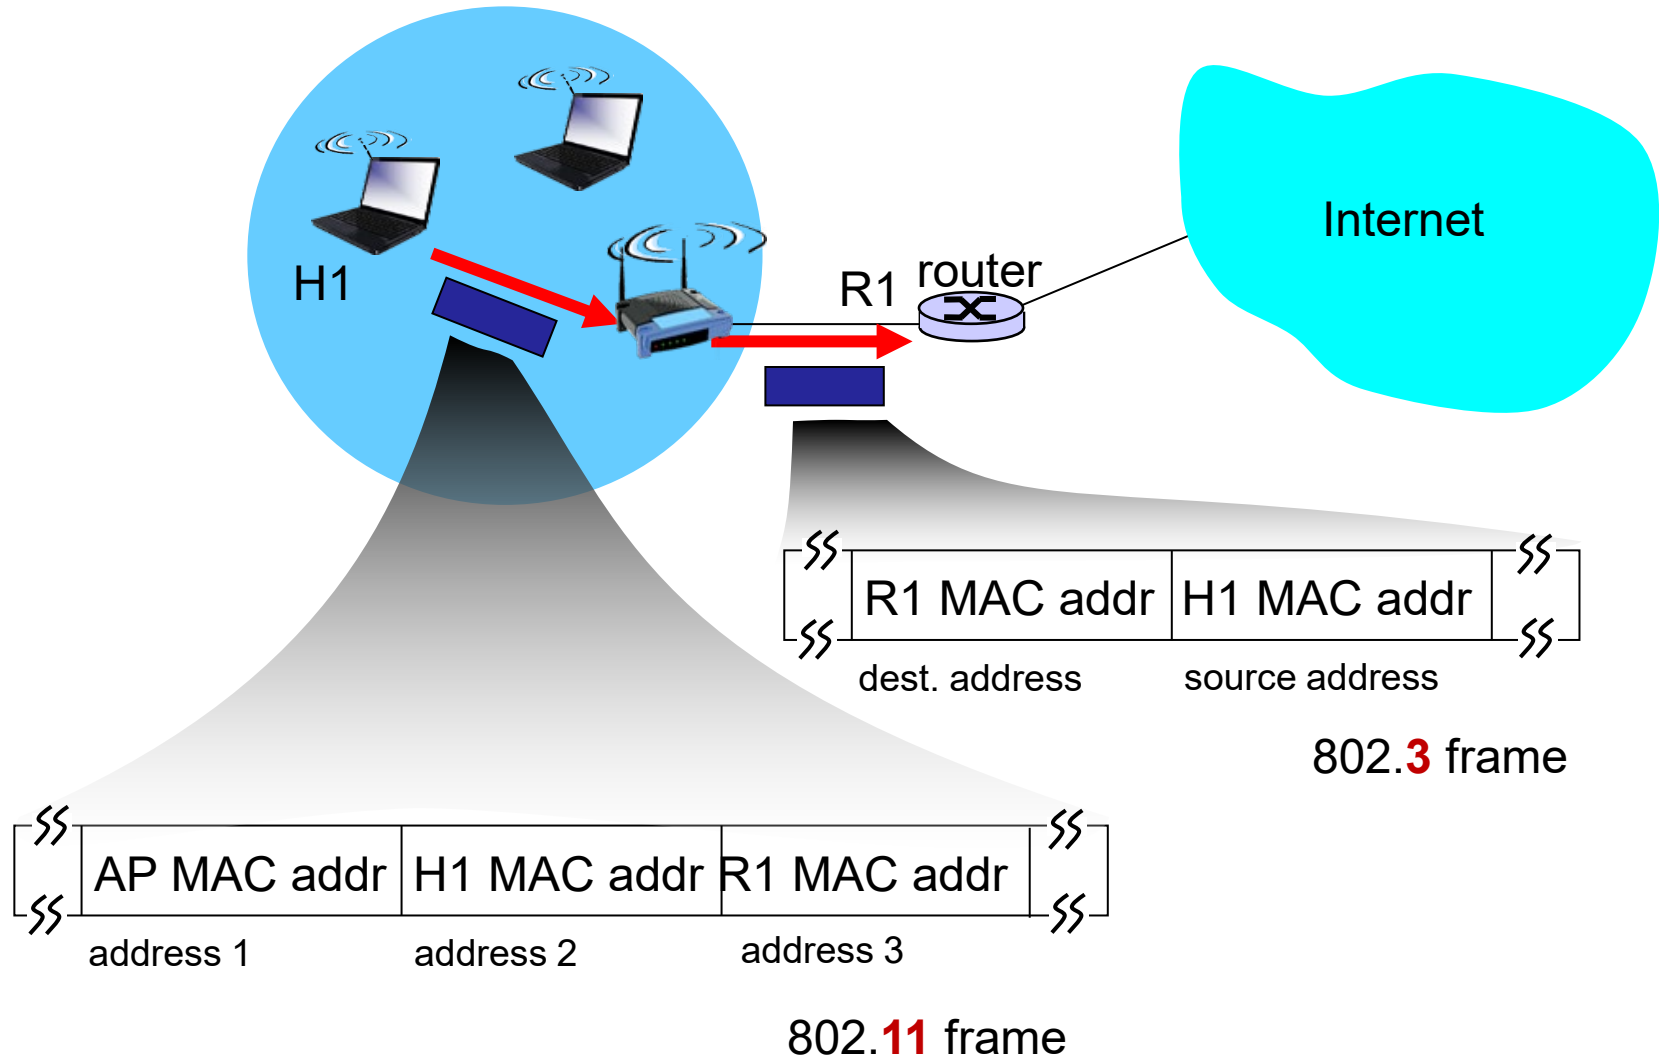 Internet
router
R1
H1
R1 MAC addr
H1 MAC addr
dest. address
source address
802.3 frame
AP MAC addr
H1 MAC addr
R1 MAC addr
address 1
address 2
address 3
802.11 frame